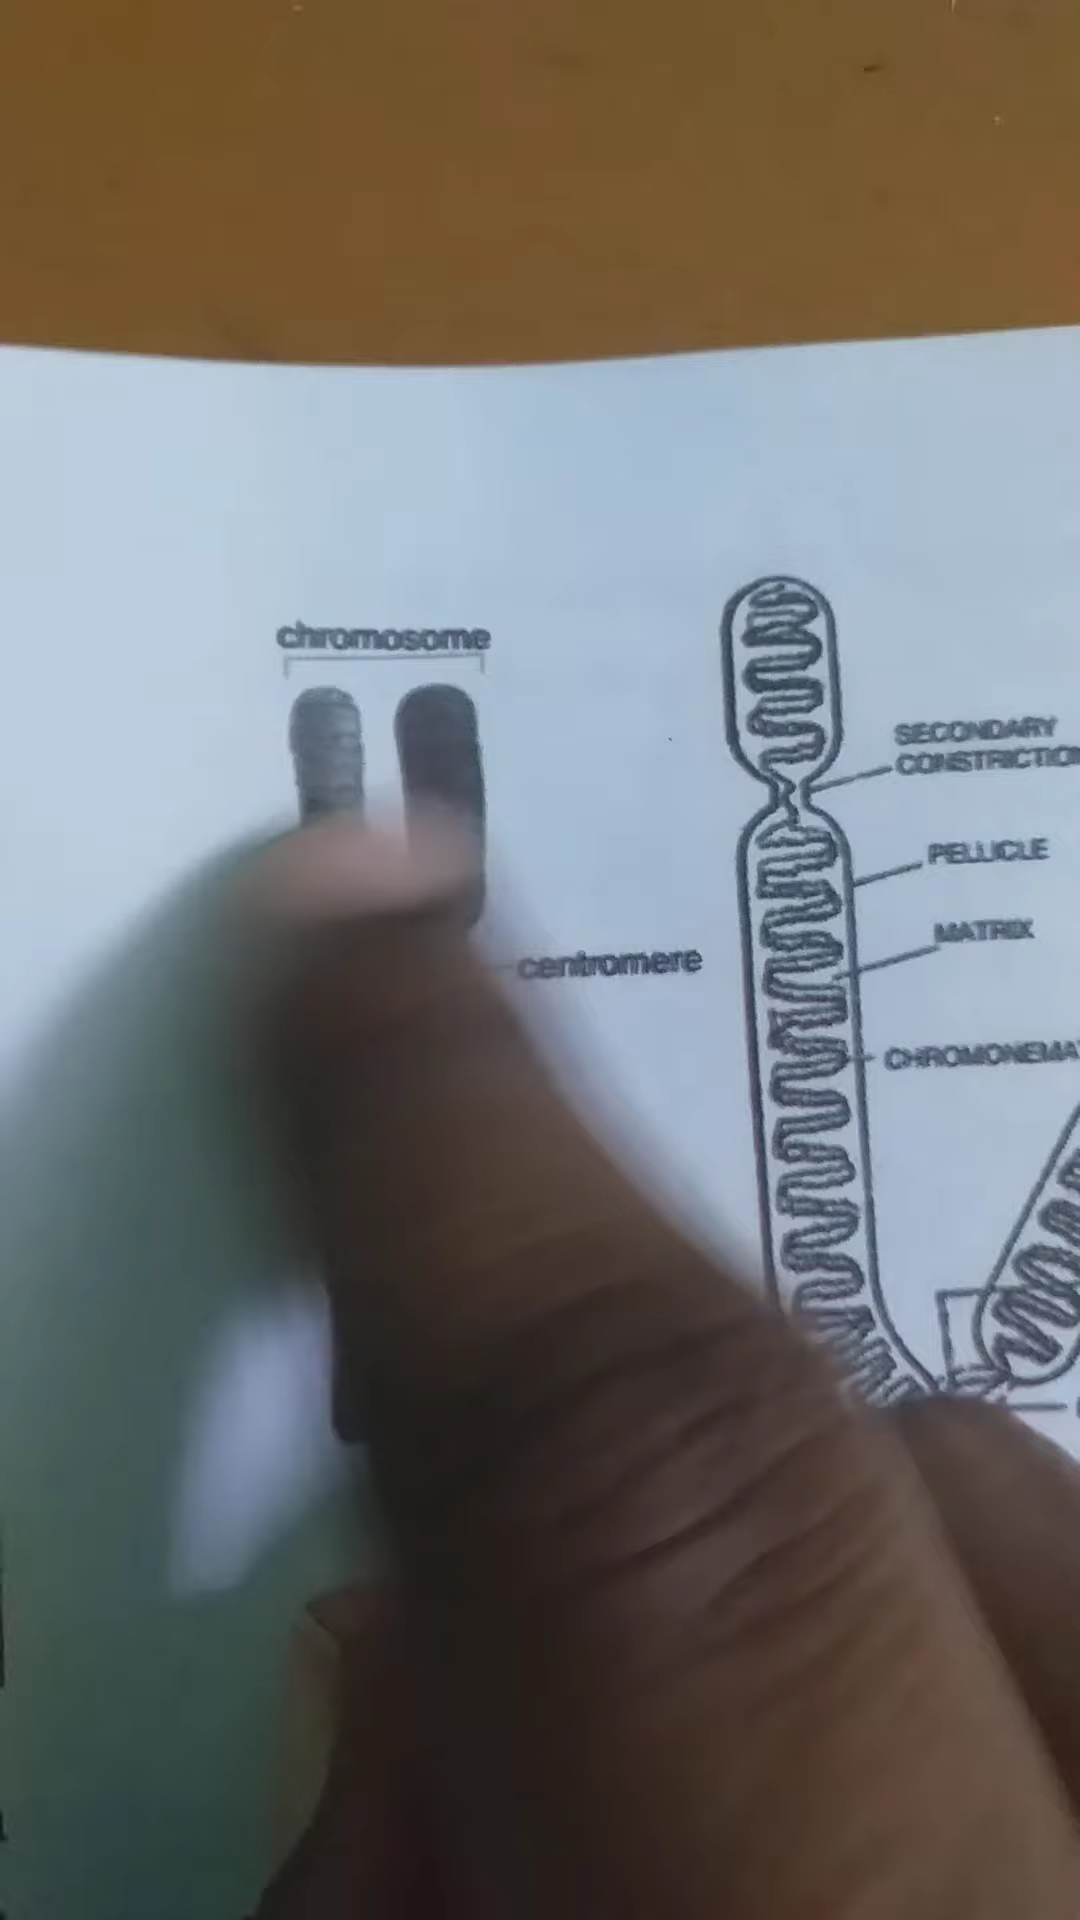 chromosome
SECONDARY
CONSTRICTION
PELLICLE
MATRIX
centromere
CHROMONEMA